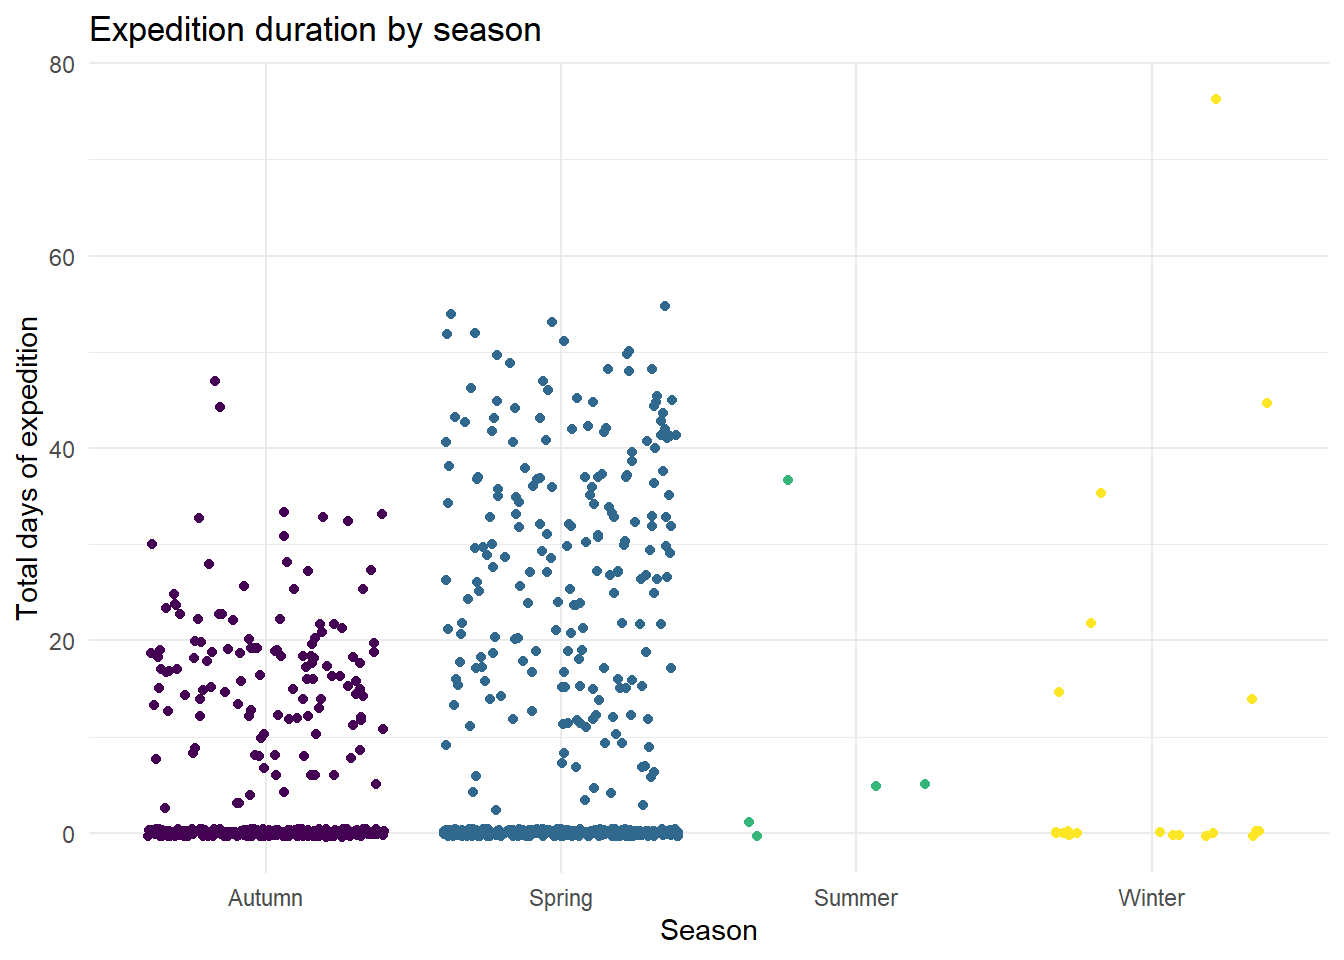 Expedition duration by season
Total days of expedition
80
60
40
20
0
Autumn Spring Summer Winter
Season